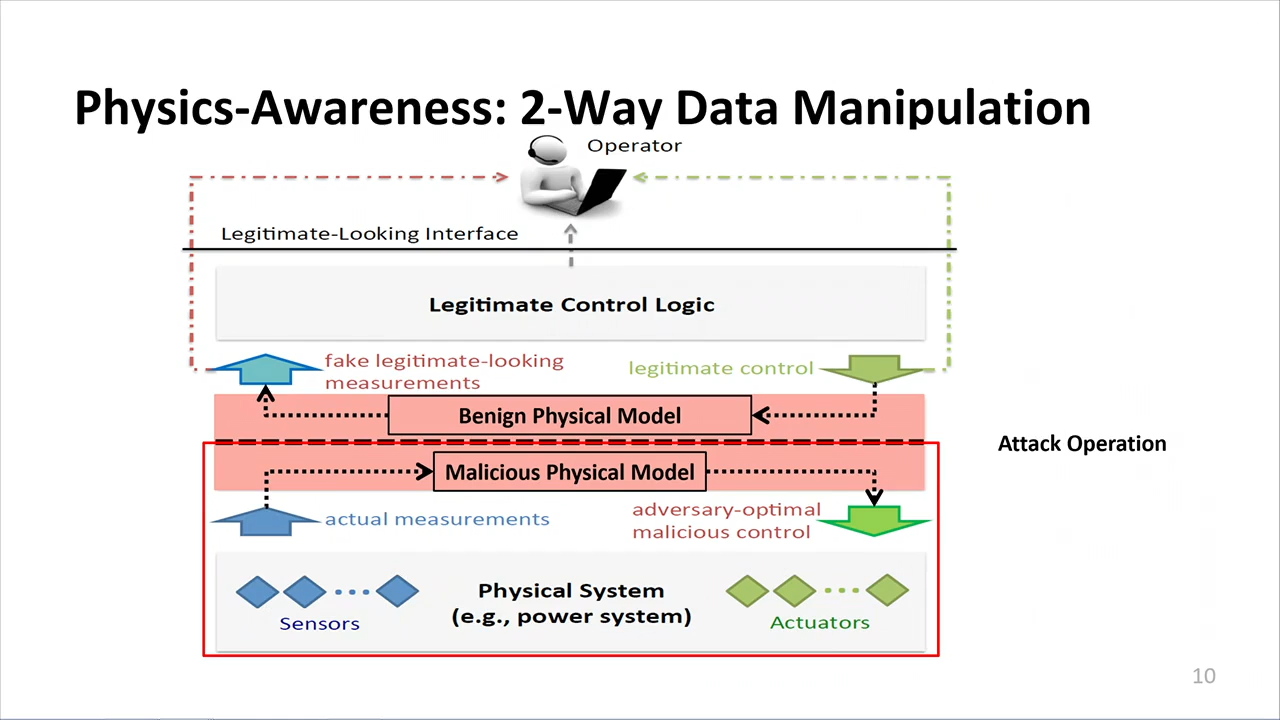 Physics-Awareness: 2-Way Data Manipulation
Operator
Legitimate-Looking Interface
Legitimate Control Logic
fake legitimate-looking
measurements
legitimate control
Benign Physical Model
Attack Operation
Malicious Physical Model
actual measurements
adversary-optimal
malicious control
Physical System
(e.g., power system)
Sensors
Actuators
10